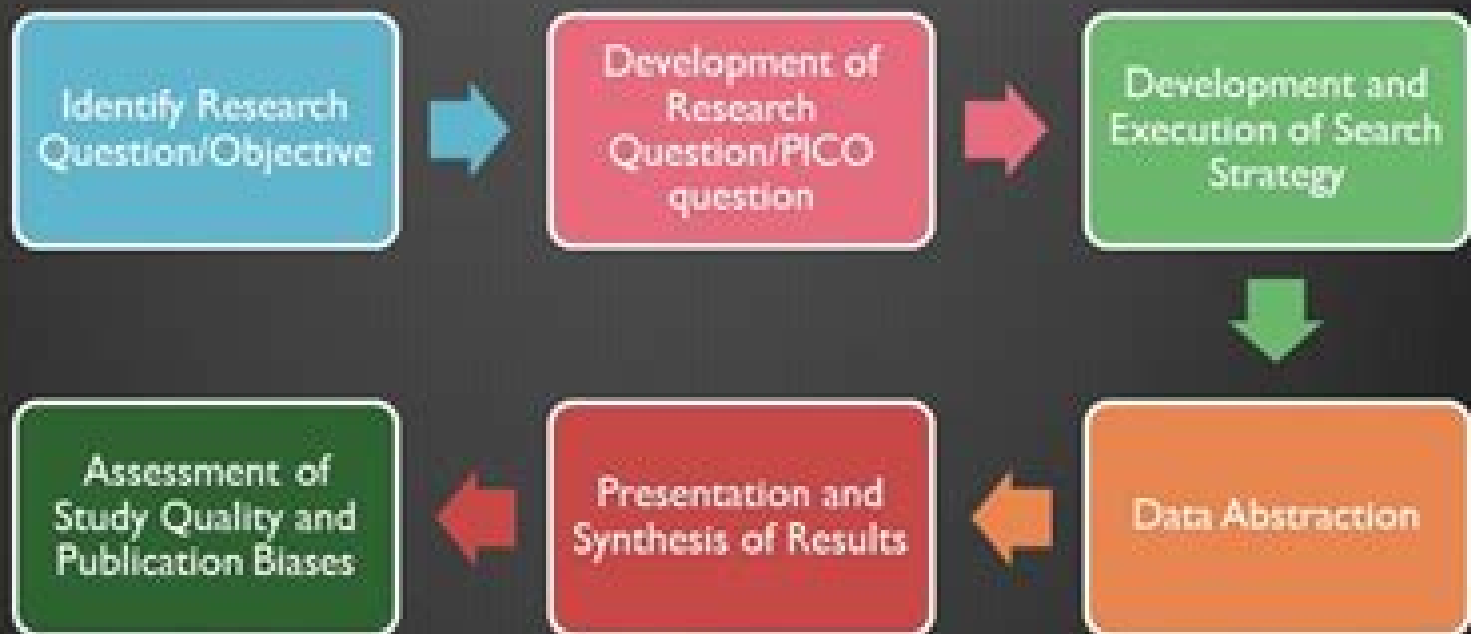 Identify Research
Question/Objective
Development of
Research
Question/PICO
question
Development and
Execution of Search
Strategy
Data Abstraction
Presentation and
Synthesis of Results
Assessment of
Study Quality and
Publication Biases